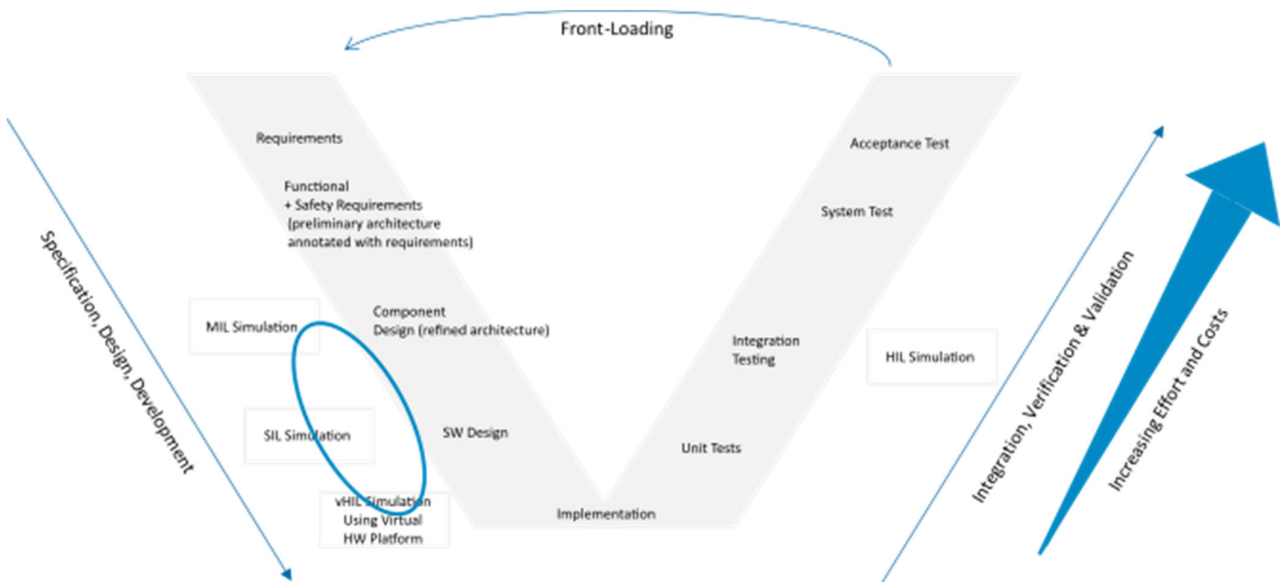 Front-Loading
Requirements
Functional
+ Safety Requirements
(preliminary architecture
annotated with requirements)
Component
Design (refined architecture)
SW Design
Implementation
Unit Tests
Integration
Testing
System Test
Acceptance Test
MIL Simulation
SIL Simulation
vHIL Simulation
Using Virtual
HW Platform
HIL Simulation
Specification, Design, Development
Integration, Verification & Validation
Increasing Effort and Costs